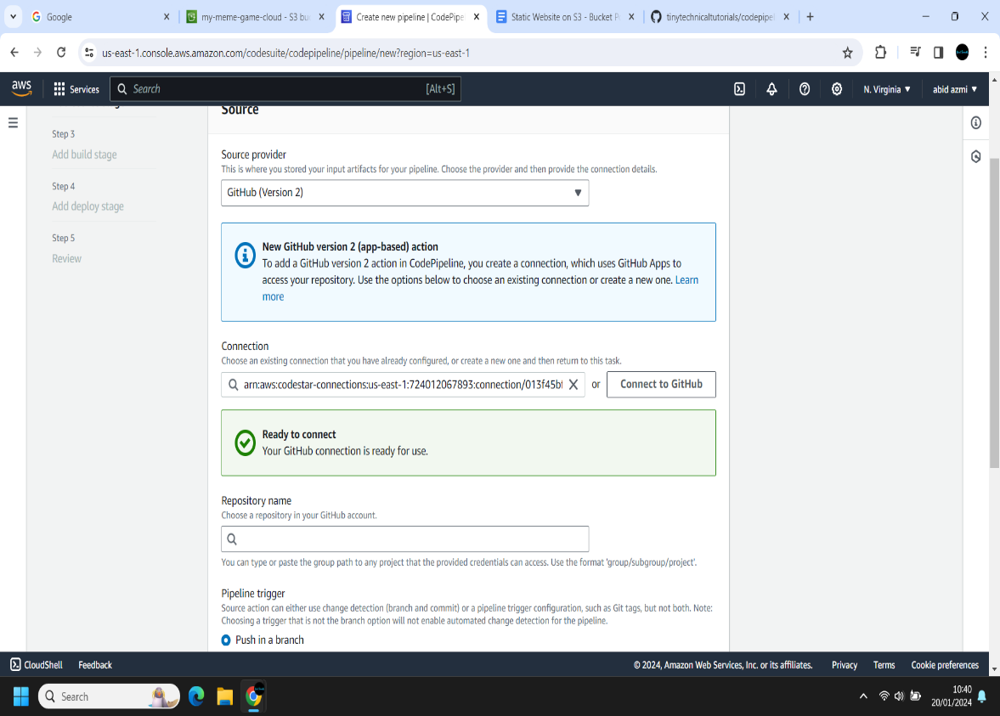 Google
my-meme-game-cloud - S3 bu
Create new pipeline | CodePipe
Static Website on S3 - Bucket P
tinytechnicaltutorials/codepipel
us-east-1.console.aws.amazon.com/codesuite/codepipeline/pipeline/new?region=us-east-1
aws
Services
Search
[Alt+S]
N. Virginia
abid azmi
Step 3
Add build stage
Step 4
Add deploy stage
Step 5
Review
Source
Source provider
This is where you stored your input artifacts for your pipeline. Choose the provider and then provide the connection details.
GitHub (Version 2)
New GitHub version 2 (app-based) action
To add a GitHub version 2 action in CodePipeline, you create a connection, which uses GitHub Apps to
access your repository. Use the options below to choose an existing connection or create a new one. Learn
more
Connection
Choose an existing connection that you have already configured, or create a new one and then return to this task.
arn:aws:codestar-connections:us-east-1:724012067893:connection/013f45bf
or
Connect to GitHub
Ready to connect
Your GitHub connection is ready for use.
Repository name
Choose a repository in your GitHub account.
You can type or paste the group path to any project that the provided credentials can access. Use the format 'group/subgroup/project'.
Pipeline trigger
Source action can either use change detection (branch and commit) or a pipeline trigger configuration, such as Git tags, but not both. Note:
Choosing a trigger that is not the branch option will not enable automated change detection for the pipeline.
Push in a branch
CloudShell
Feedback
© 2024, Amazon Web Services, Inc. or its affiliates.
Privacy
Terms
Cookie preferences
Search
10:40
20/01/2024